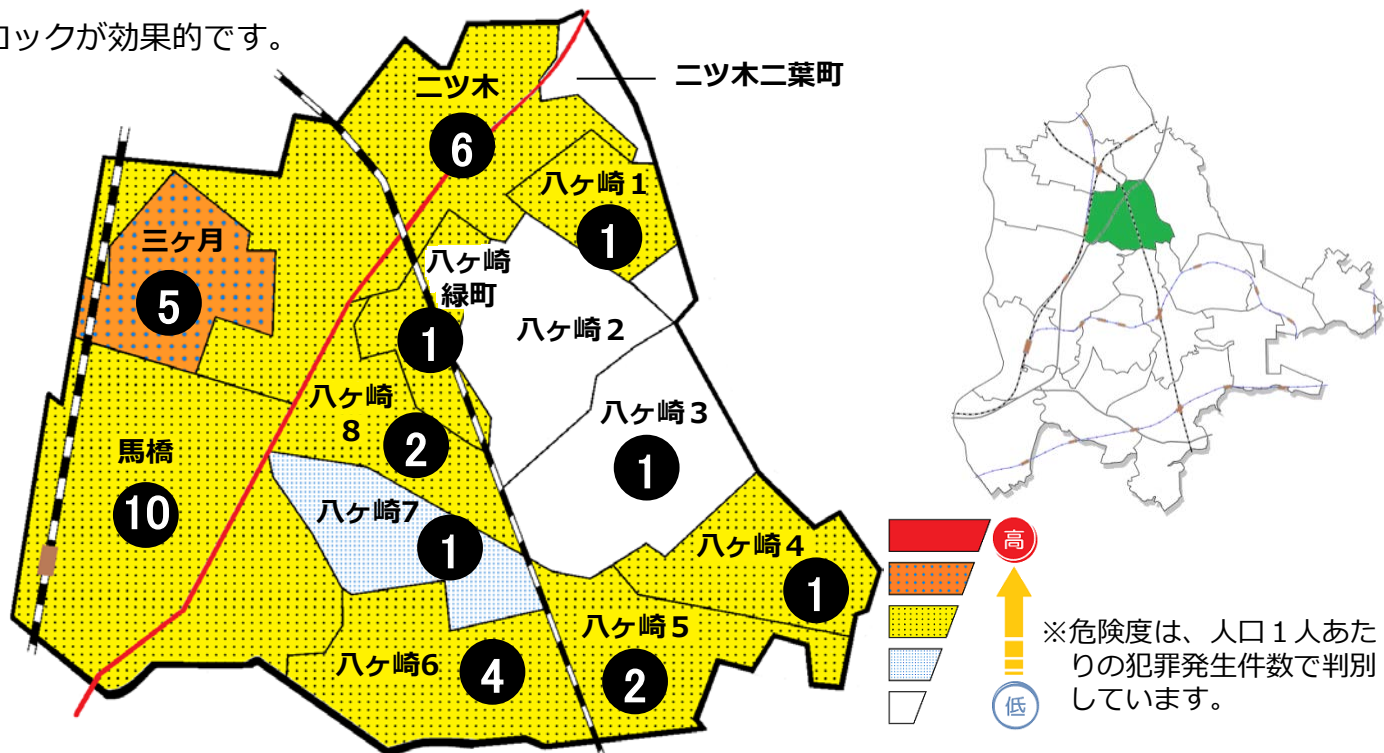 ロックが効果的です。
二ツ木二葉町
二ツ木
6
八ヶ崎1
1
三ヶ月
5
八ヶ崎
緑町
1
八ヶ崎2
八ヶ崎
8
2
八ヶ崎3
1
馬橋
10
八ヶ崎7
1
八ヶ崎4
1
八ヶ崎5
2
八ヶ崎6
4
高
低
※危険度は、人口1人あた
りの犯罪発生件数で判別
しています。